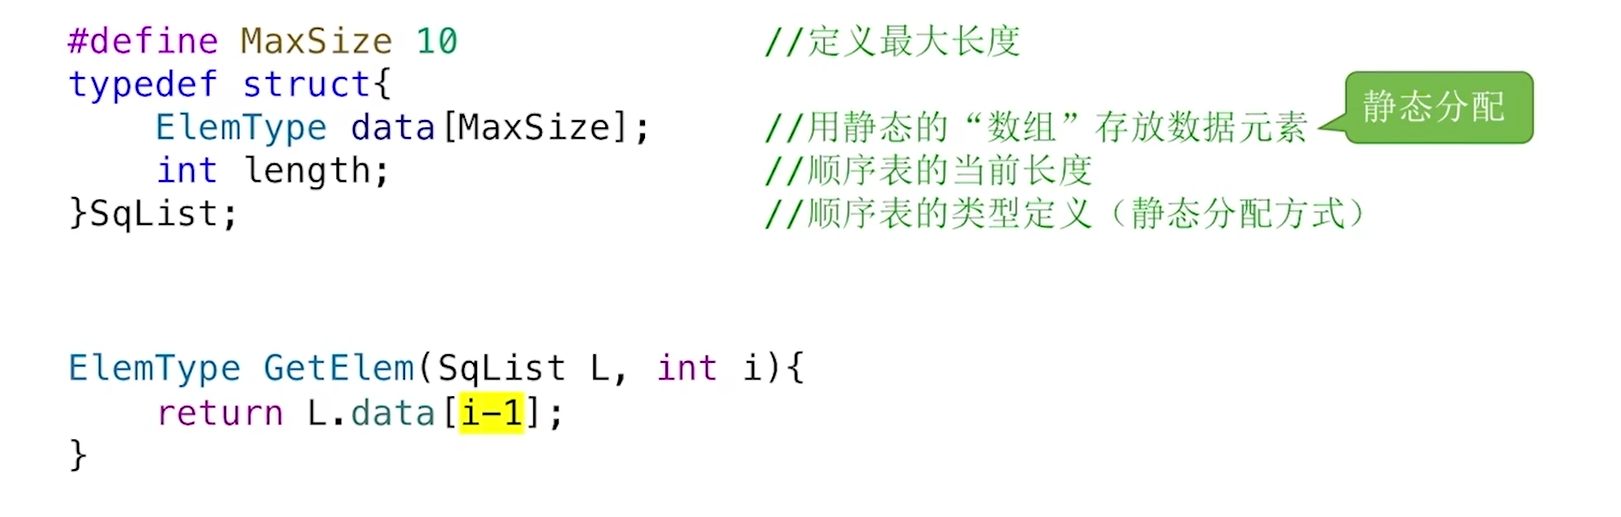 #define MaxSize 10 //定义最大长度
typedef struct{
静态分配
ElemType data[MaxSize]; //用静态的“数组”存放数据元素
int length; //顺序表的当前长度
}SqList; //顺序表的类型定义（静态分配方式）
ElemType GetElem(SqList L, int i){
return L.data[i-1];
}